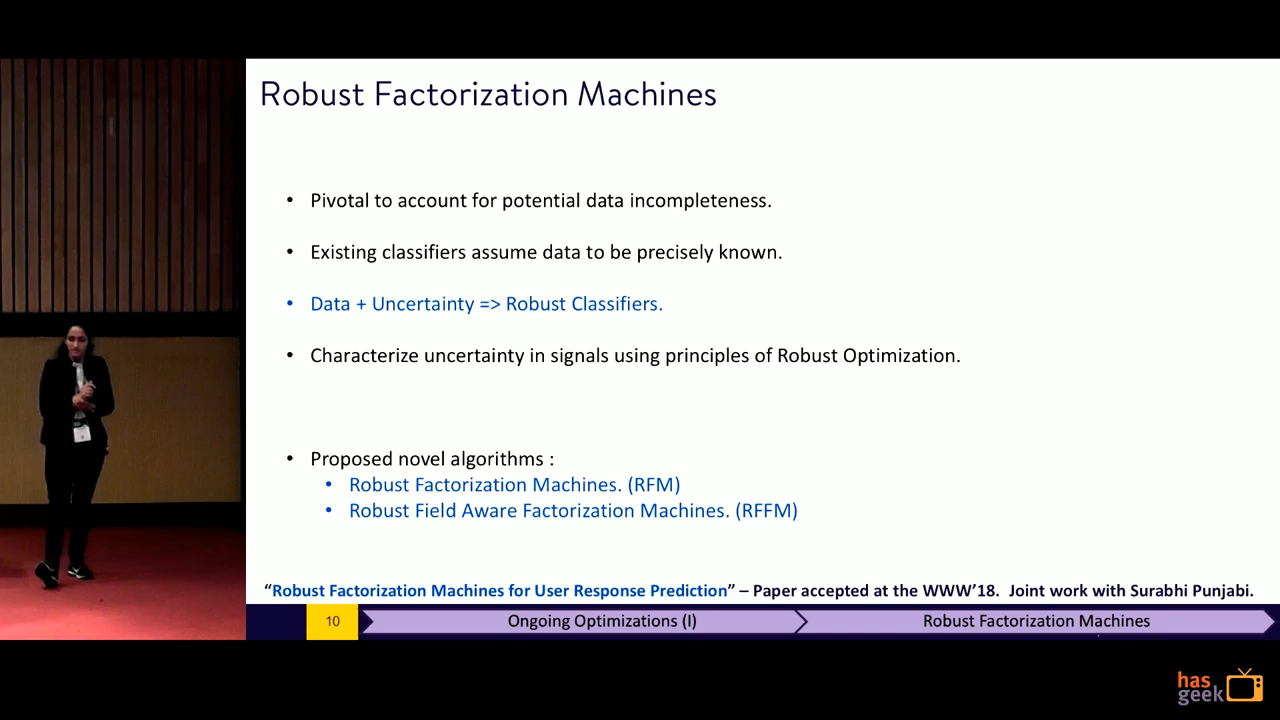 Robust Factorization Machines
• Pivotal to account for potential data incompleteness.
• Existing classifiers assume data to be precisely known.
• Data + Uncertainty => Robust Classifiers.
• Characterize uncertainty in signals using principles of Robust Optimization.
• Proposed novel algorithms :
• Robust Factorization Machines. (RFM)
• Robust Field Aware Factorization Machines. (RFFM)
“Robust Factorization Machines for User Response Prediction” – Paper accepted at the WWW’18. Joint work with Surabhi Punjabi.
10
Ongoing Optimizations (I)
Robust Factorization Machines
has
geek